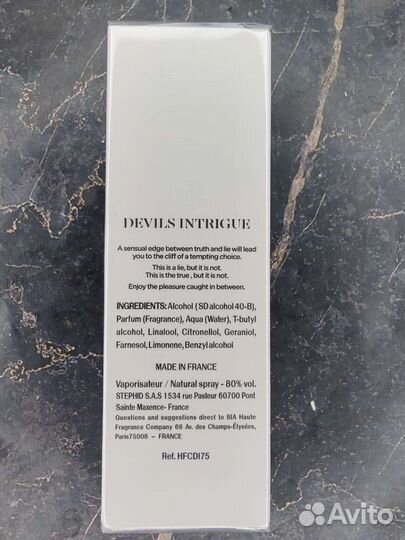 DEVILS INTRIGUE
A sensual edge between truth and lie will lead
you to the cliff of a tempting choice.
This is a lie, but it is not.
This is the true , but it is not.
Enjoy the pleasure caught in between.
INGREDIENTS: Alcohol ( SD alcohol 40-B),
Parfum (Fragrance), Aqua (Water), T-butyl
alcohol, Linalool, Citronellol, Geraniol,
Farnesol, Limonene, Benzyl alcohol
MADE IN FRANCE
Vaporisateur / Natural spray - 80% vol.
STEPHID S.A.S 1534 rue Pasteur 60700 Pont
Sainte Maxence- France
Questions and suggestions direct to SIA Haute
Fragrance Company 66 Av. des Champs-Elysées,
Paris75008 – FRANCE
Ref. HFCDI75
Avito